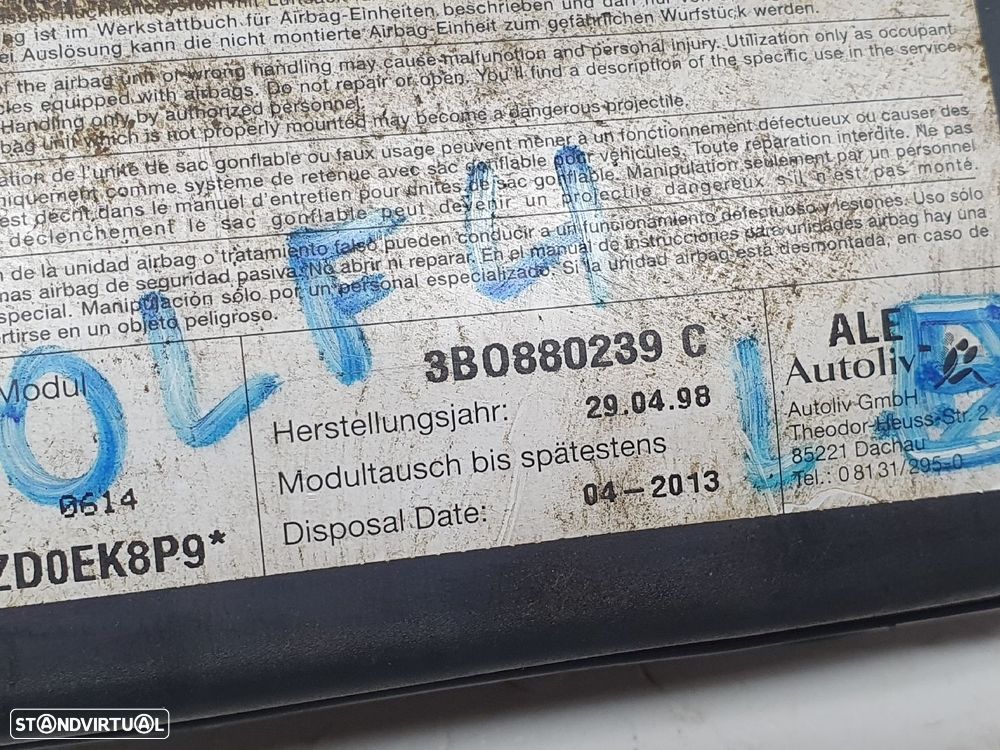 ag ist im Werkstattbuch für Airbag-Einheiten beschrieben und darf nur von
ei Auslösung kann die nicht montierte Airbag-Einheit zum gefährlichen Wurfstück werden.
of the airbag unit or wrong handling may cause malfunction and personal injury. Utilization only as occupant
cles equipped with airbags. Do not repair or open. You'll find a description of the specific use in the service
Handling only by authorized personnel.
bag unit which is not properly mounted may become a dangerous projectile.
ation de l'unité de sac gonflable ou faux usage peuvent mener à un fonctionnement défectueux ou causer des
niquement comme système de retenue avec sac gonflable pour véhicules. Toute réparation interdite. Ne pas
est décrit dans le manuel d'entretien pour unités de sac gonflable. Manipulation seulement par un personnel
déclenchement le sac gonflable peut devenir un projectile dangereux s'il n'est pas monté.
n de la unidad airbag o tratamiento falso pueden conducir a un funcionamiento defectuoso y lesiones. Uso sólo
mas airbag de seguridad pasiva. No abrir ni reparar. En el manual de instrucciones para unidades airbag hay una
special. Manipulación sólo por un personal especializado. Si la unidad airbag está desmontada, en caso de
ertirse en un objeto peligroso.
OLF 4
Modul
0614
ZD0EK8P9*
3B0880239 C
Herstellungsjahr: 29.04.98
Modultausch bis spätestens
Disposal Date: 04-2013
ALE
Autoliv
Autoliv GmbH
Theodor-Heuss-Str. 2
85221 Dachau
Tel.: 0 81 31/295-0
STANDVIRTUAL